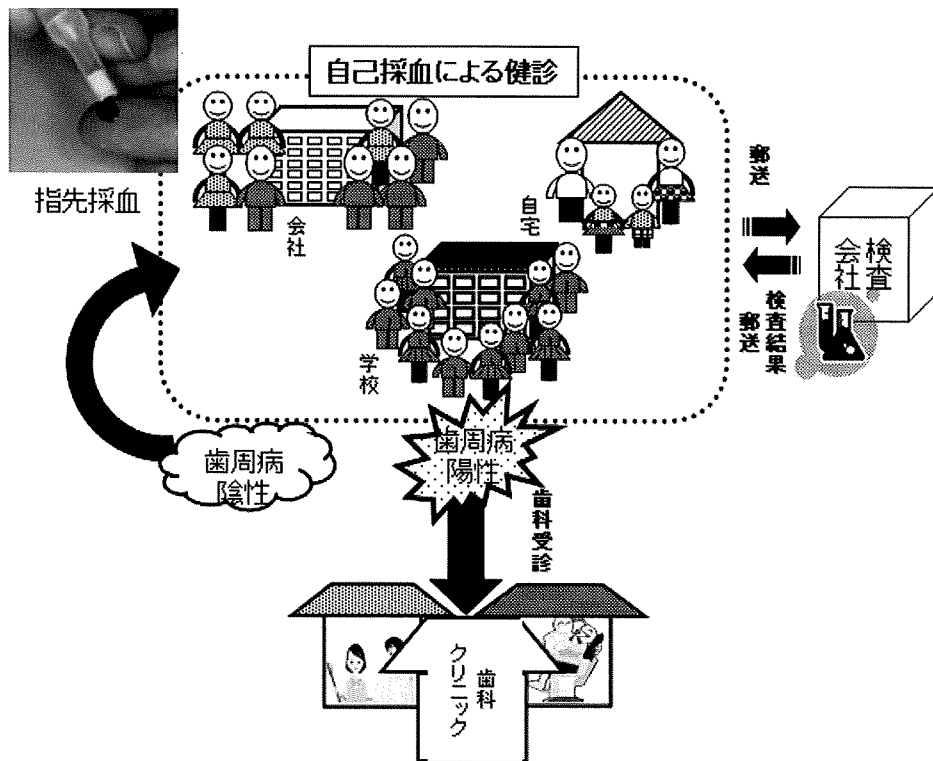 自己採血による健診
指先採血
会社
自宅
学校
郵送
検査
会社
検査結果
郵送
歯周病
陰性
歯周病
陽性
歯科受診
歯科
クリニック